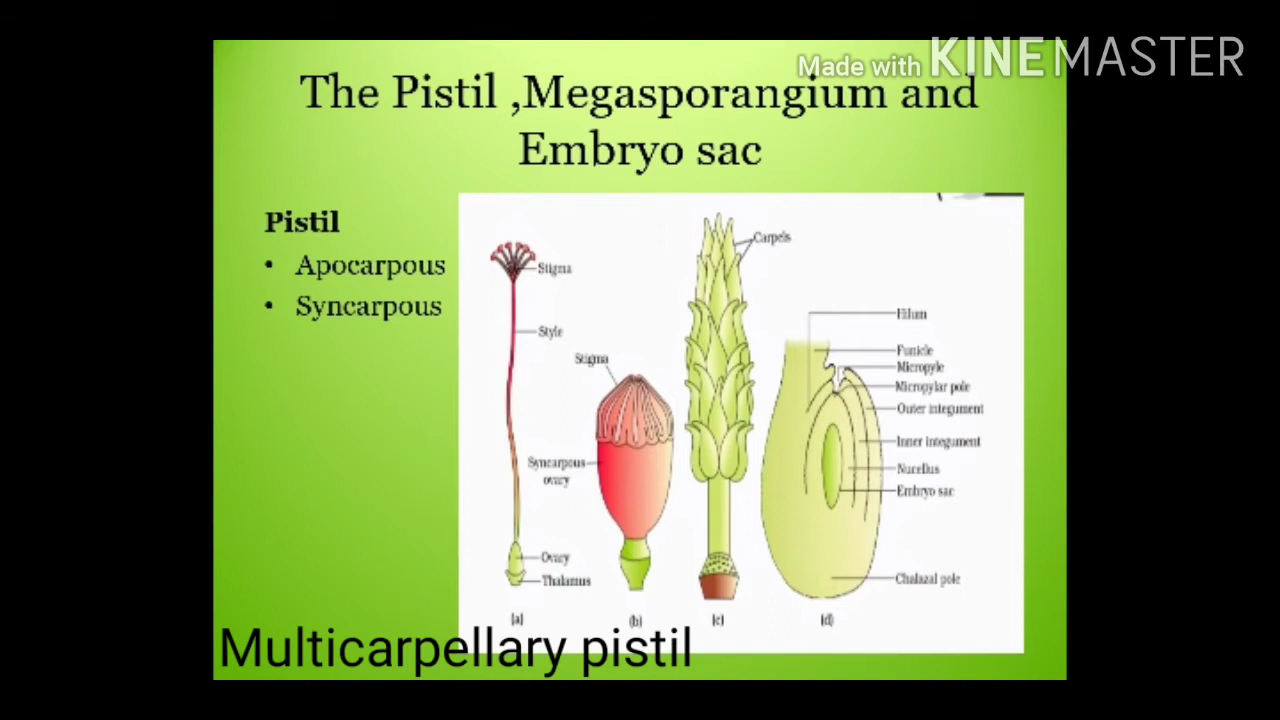 Made with KINEMASTER
The Pistil ,Megasporangium and
Embryo sac
Pistil
• Apocarpous
• Syncarpous
Stigma
Style
Ovary
Thalamus
(a)
Stigma
Syncarpous
ovary
(b)
Carpels
(c)
Hilum
Funicle
Micropyle
Micropylar pole
Outer integument
Inner integument
Nucellus
Embryo sac
Chalazal pole
(d)
Multicarpellary pistil